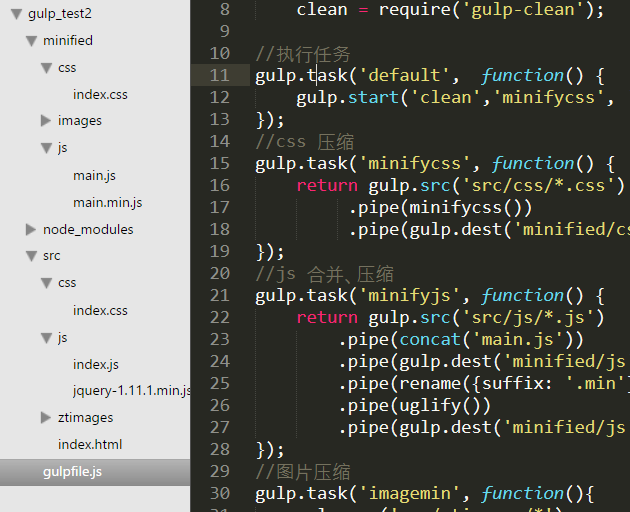 gulp_test2
minified
css
index.css
images
js
main.js
main.min.js
node_modules
src
css
index.css
js
index.js
jquery-1.11.1.min.js
ztimages
index.html
gulpfile.js
8 clean = require('gulp-clean');
9
10 //执行任务
11 gulp.task('default', function() {
12 gulp.start('clean','minifycss',
13 });
14 //css 压缩
15 gulp.task('minifycss', function() {
16 return gulp.src('src/css/*.css')
17 .pipe(minifycss())
18 .pipe(gulp.dest('minified/cs
19 });
20 //js 合并、压缩
21 gulp.task('minifyjs', function() {
22 return gulp.src('src/js/*.js')
23 .pipe(concat('main.js'))
24 .pipe(gulp.dest('minified/js
25 .pipe(rename({suffix: '.min'}
26 .pipe(uglify())
27 .pipe(gulp.dest('minified/js
28 });
29 //图片压缩
30 gulp.task('imagemin', function(){